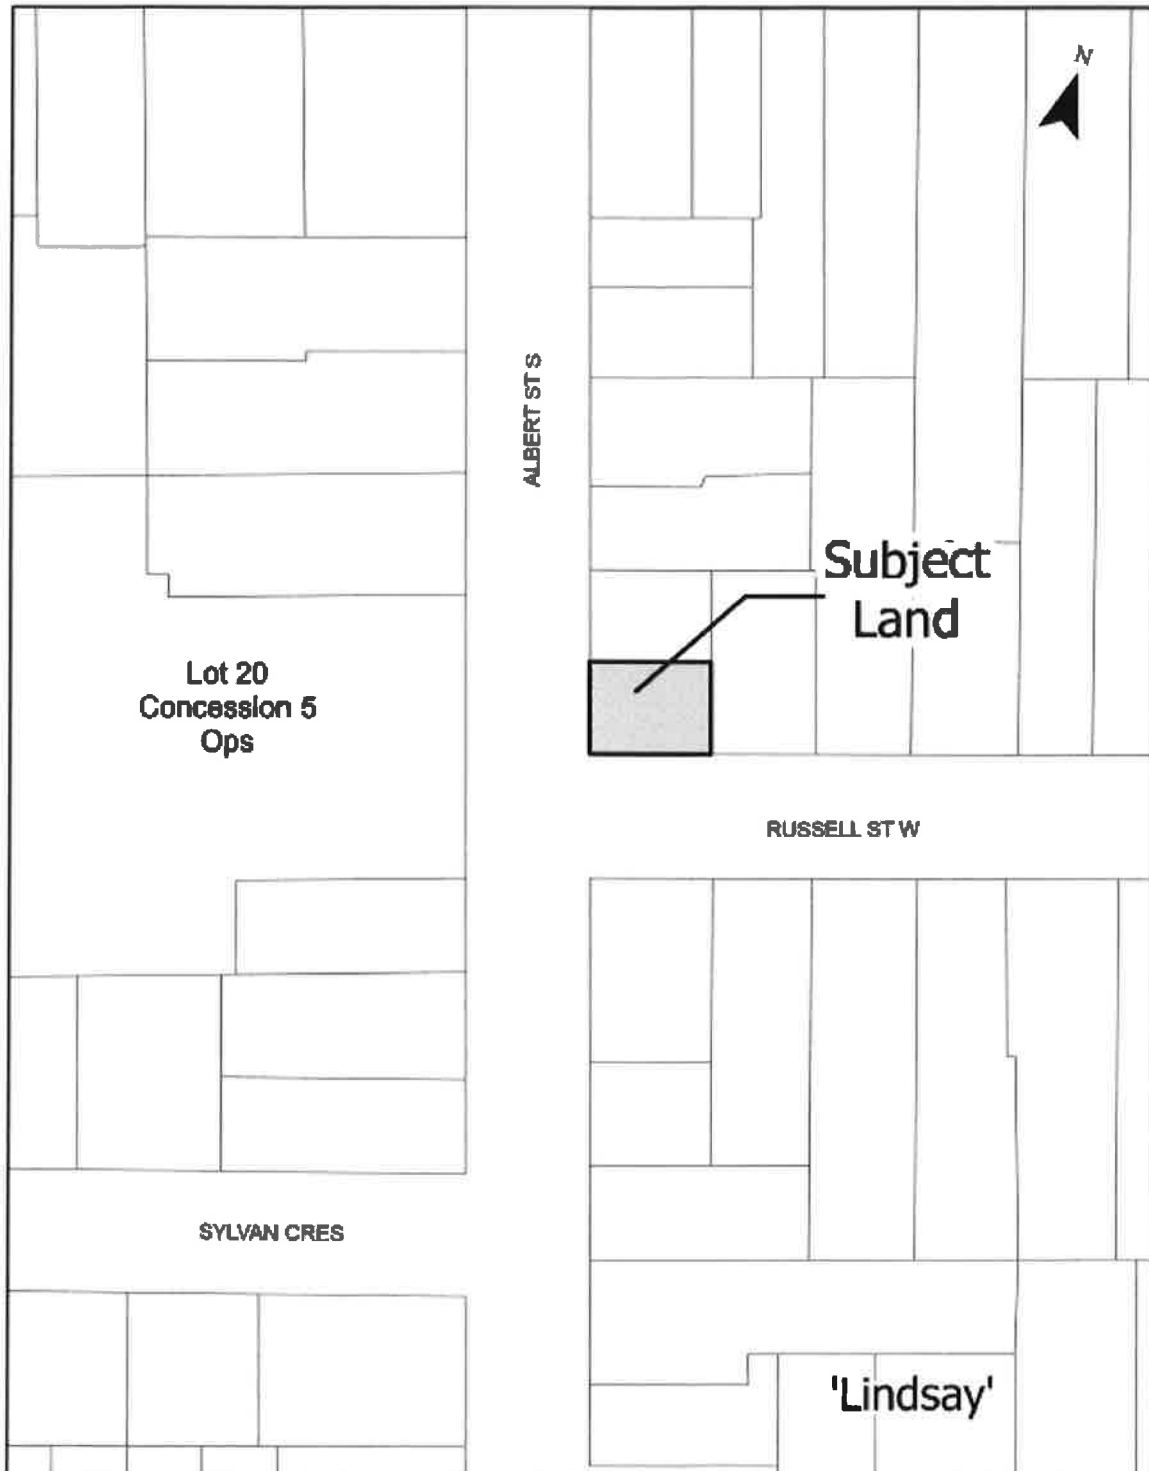 N
ALBERT ST S
Subject
Land
Lot 20
Concession 5
Ops
RUSSELL ST W
SYLVAN CRES
'Lindsay'